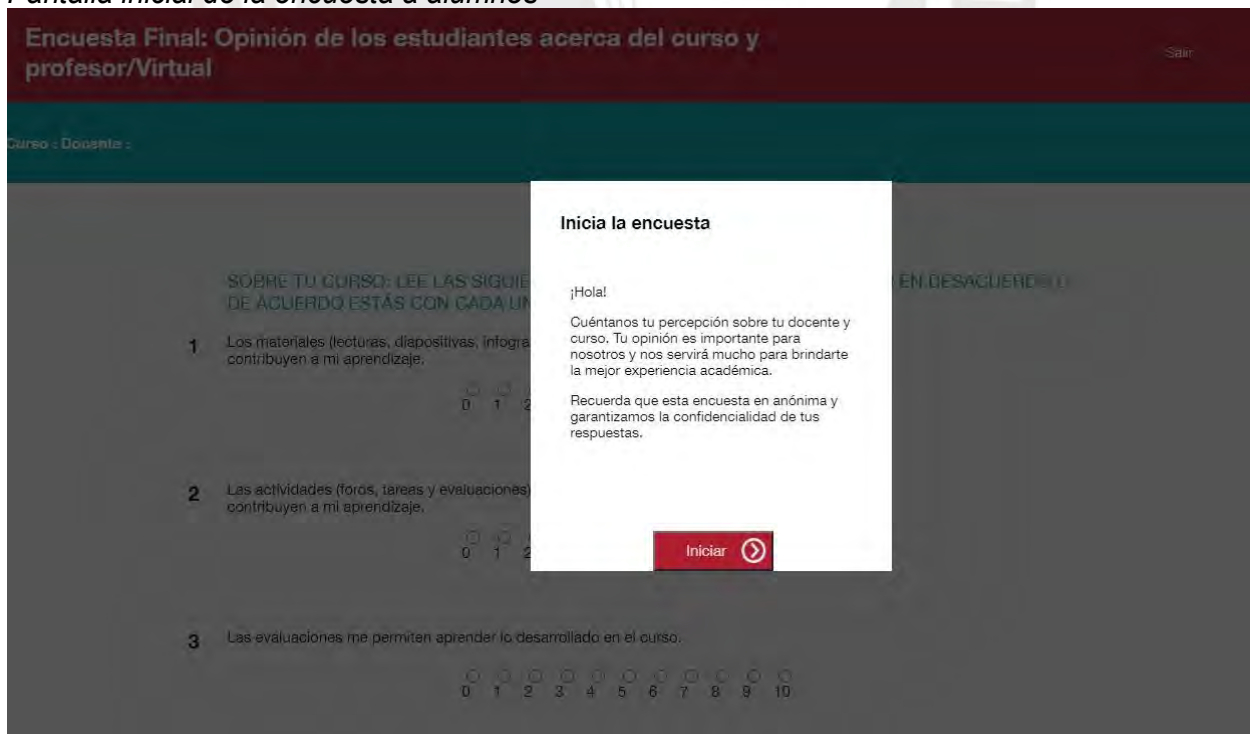 Pantalla inicial de la encuesta a alumnos
Encuesta Final: Opinión de los estudiantes acerca del curso y
profesor/Virtual
Salir
Curso : Docente :
Inicia la encuesta
¡Hola!
Cuéntanos tu percepción sobre tu docente y
curso. Tu opinión es importante para
nosotros y nos servirá mucho para brindarte
la mejor experiencia académica.
Recuerda que esta encuesta en anónima y
garantizamos la confidencialidad de tus
respuestas.
Iniciar
SOBRE TU CURSO: LEE LAS EN DESACUERDO
DE ACUERDO ESTÁS CON CADA
1 Los materiales (lecturas, diapositivas,
contribuyen a mi aprendizaje.
0 1 2
2 Las actividades (foros, tareas y evaluaciones)
contribuyen a mi aprendizaje.
0 1 2
3 Las evaluaciones me permiten aprender lo desarrollado en el curso.
0 1 2 3 4 5 6 7 8 9 10